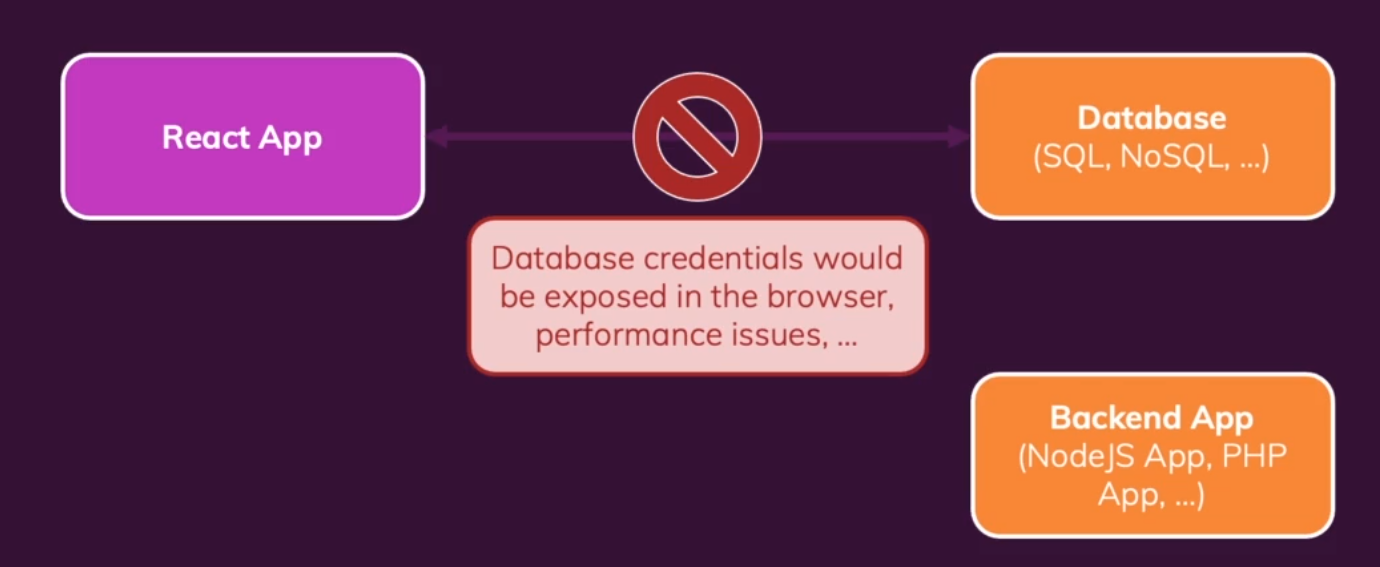 React App
Database
(SQL, NoSQL, ...)
Database credentials would
be exposed in the browser,
performance issues, ...
Backend App
(NodeJS App, PHP
App, ...)